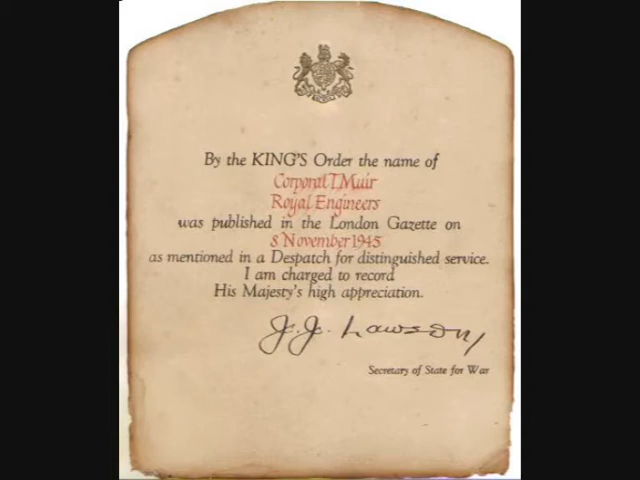 By the KING'S Order the name of
Corporal T. Muir
Royal Engineers
was published in the London Gazette on
8 November 1945
as mentioned in a Despatch for distinguished service.
I am charged to record
His Majesty's high appreciation.
J.J. Lawson
Secretary of State for War